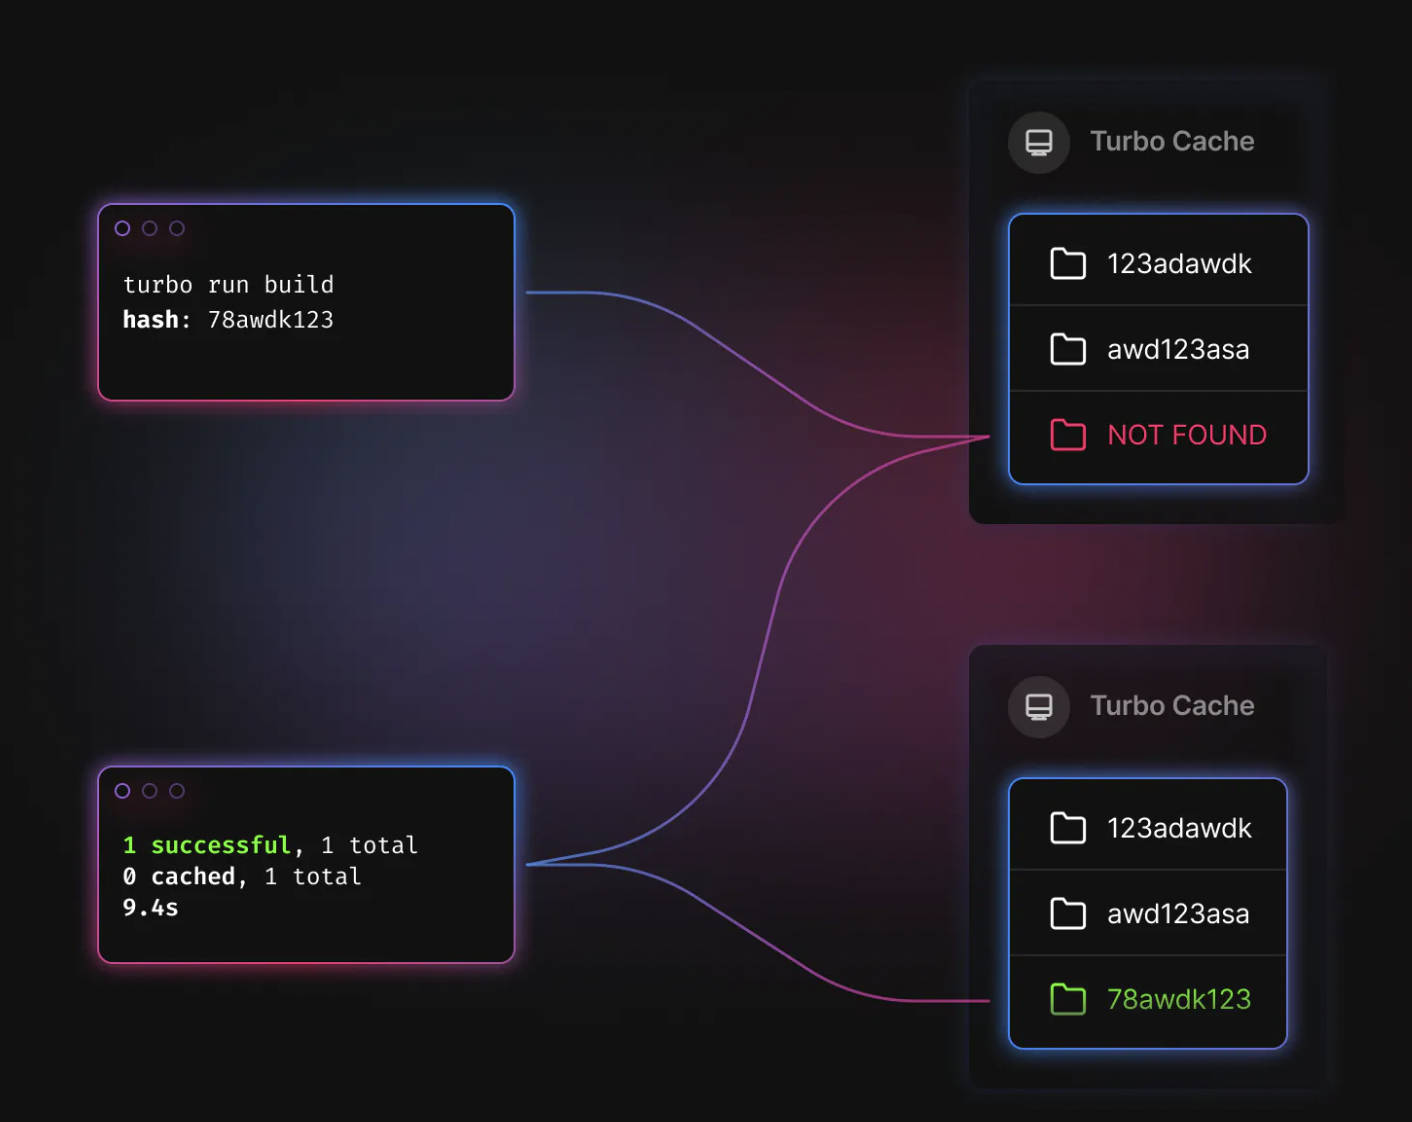 turbo run build
hash: 78awdk123
Turbo Cache
123adawdk
awd123asa
NOT FOUND
1 successful, 1 total
0 cached, 1 total
9.4s
Turbo Cache
123adawdk
awd123asa
78awdk123